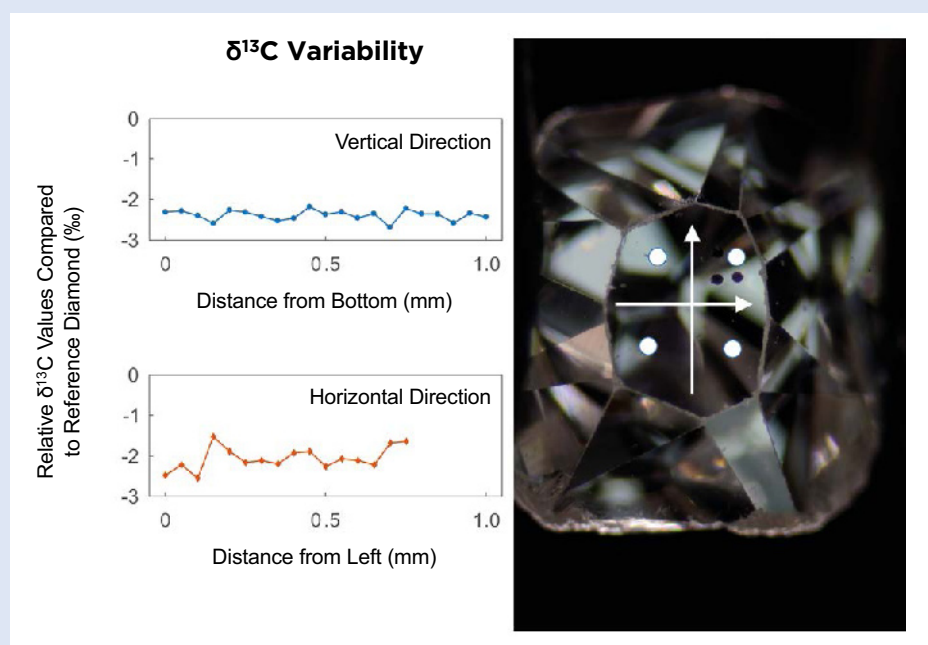 δ¹³C Variability
Relative δ¹³C Values Compared
to Reference Diamond (‰)
0
-1
-2
-3
Vertical Direction
0
0.5
1.0
Distance from Bottom (mm)
0
-1
-2
-3
Horizontal Direction
0
0.5
1.0
Distance from Left (mm)